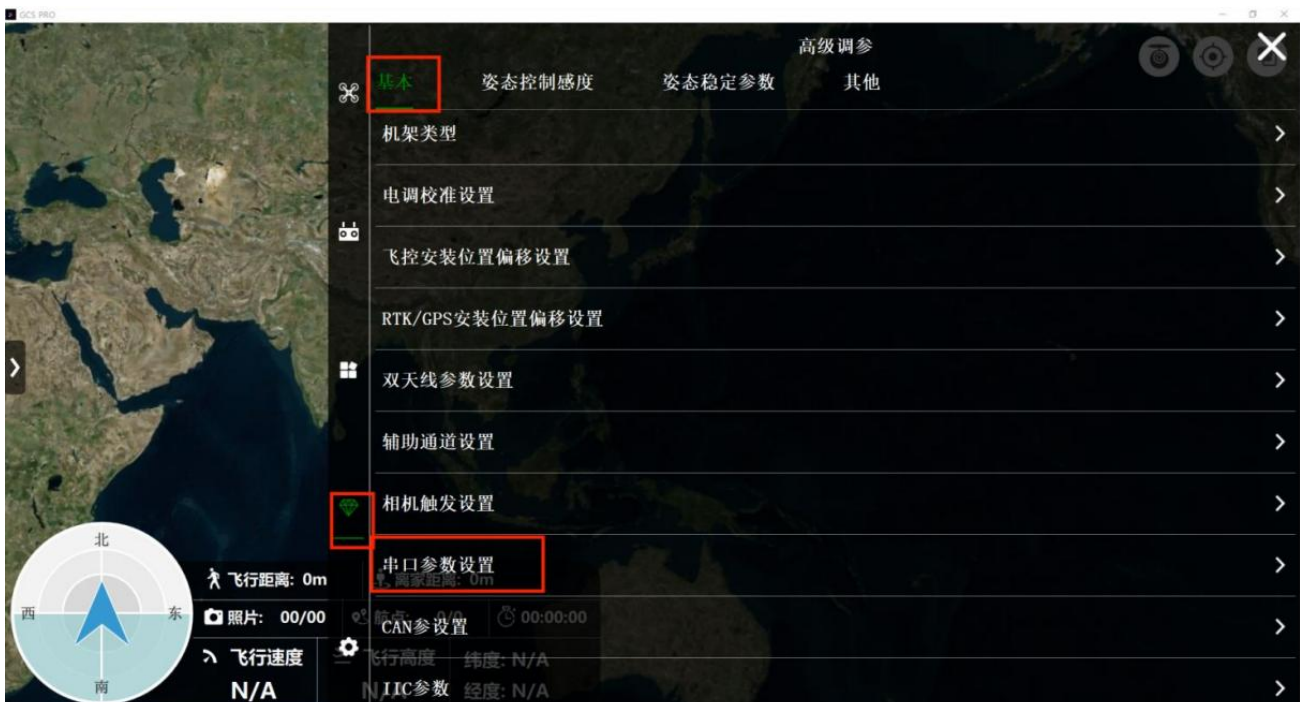 GCS PRO
高级调参
基本 姿态控制感度 姿态稳定参数 其他
机架类型
电调校准设置
飞控安装位置偏移设置
RTK/GPS安装位置偏移设置
双天线参数设置
辅助通道设置
相机触发设置
串口参数设置
CAN参设置
IIC参数
北
西
东
南
飞行距离: 0m
离家距离: 0m
照片: 00/00
航点: 0/0
00:00:00
飞行速度
N/A
飞行高度
N/A
纬度: N/A
经度: N/A